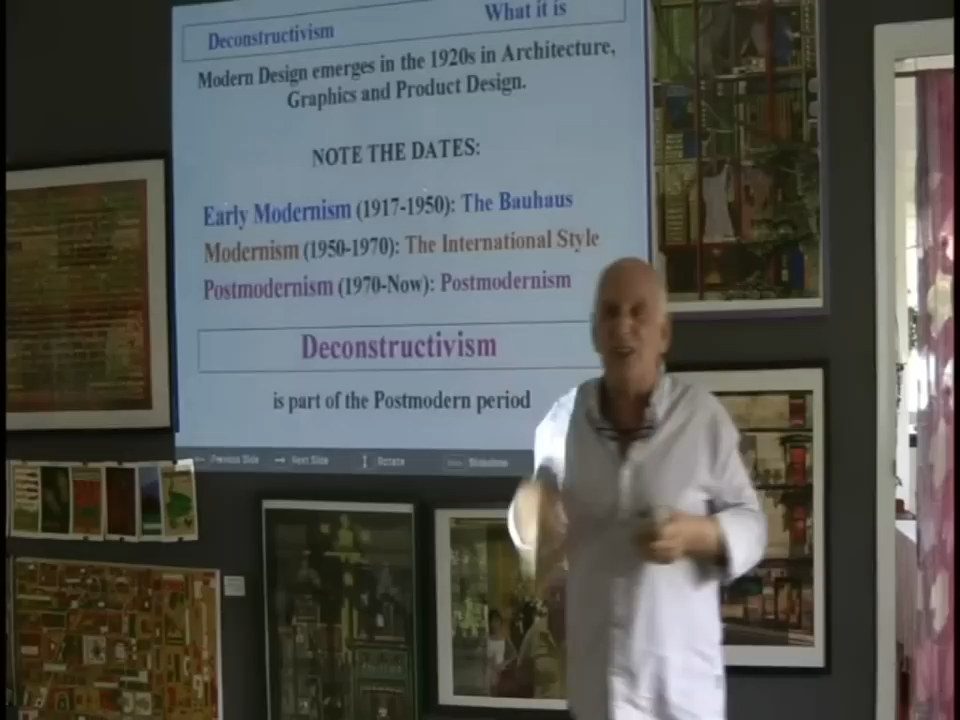 Deconstructivism What it is
Modern Design emerges in the 1920s in Architecture,
Graphics and Product Design.
NOTE THE DATES:
Early Modernism (1917-1950): The Bauhaus
Modernism (1950-1970): The International Style
Postmodernism (1970-Now): Postmodernism
Deconstructivism
is part of the Postmodern period
Previous Slide Next Slide Rotate Slideshow